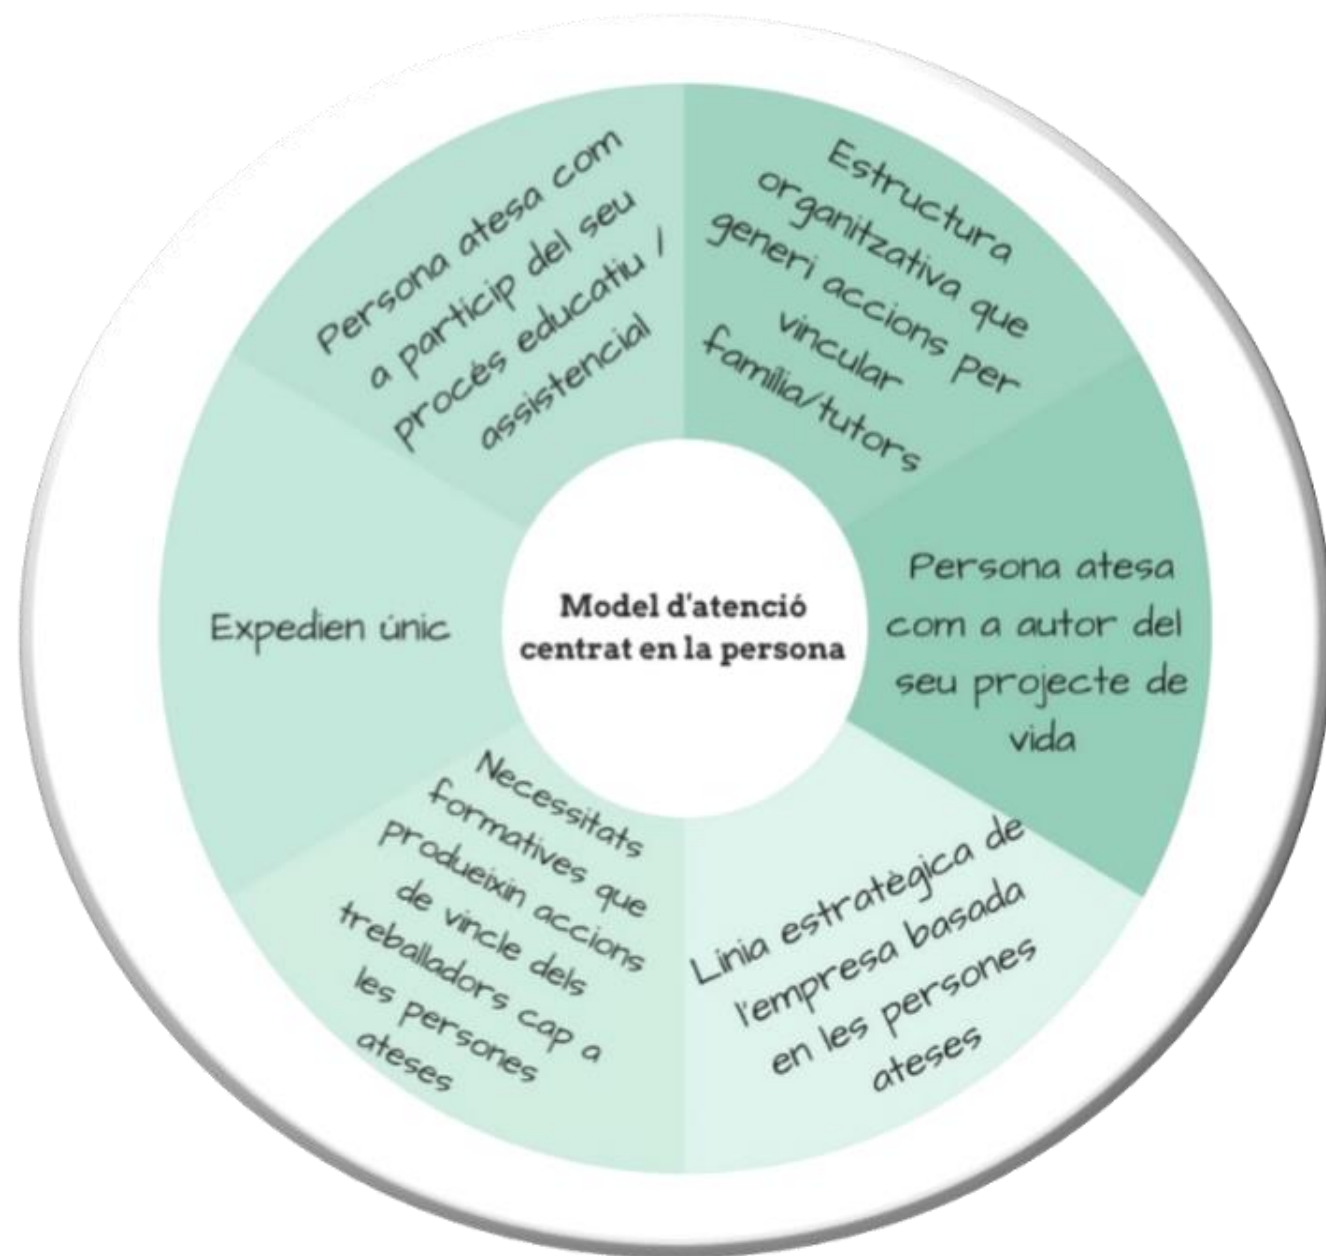 Persona atesa com
a particip del seu
procés educatiu /
assistencial
Estructura
organitzativa que
generi accions per
vincular
família/tutors
Expedien únic
Model d'atenció
centrat en la persona
Persona atesa
com a autor del
seu projecte de
vida
Necessitats
formatives que
produeixin accions
de vincle dels
treballadors cap a
les persones
ateses
Línia estratègica de
l'empresa basada
en les persones
ateses